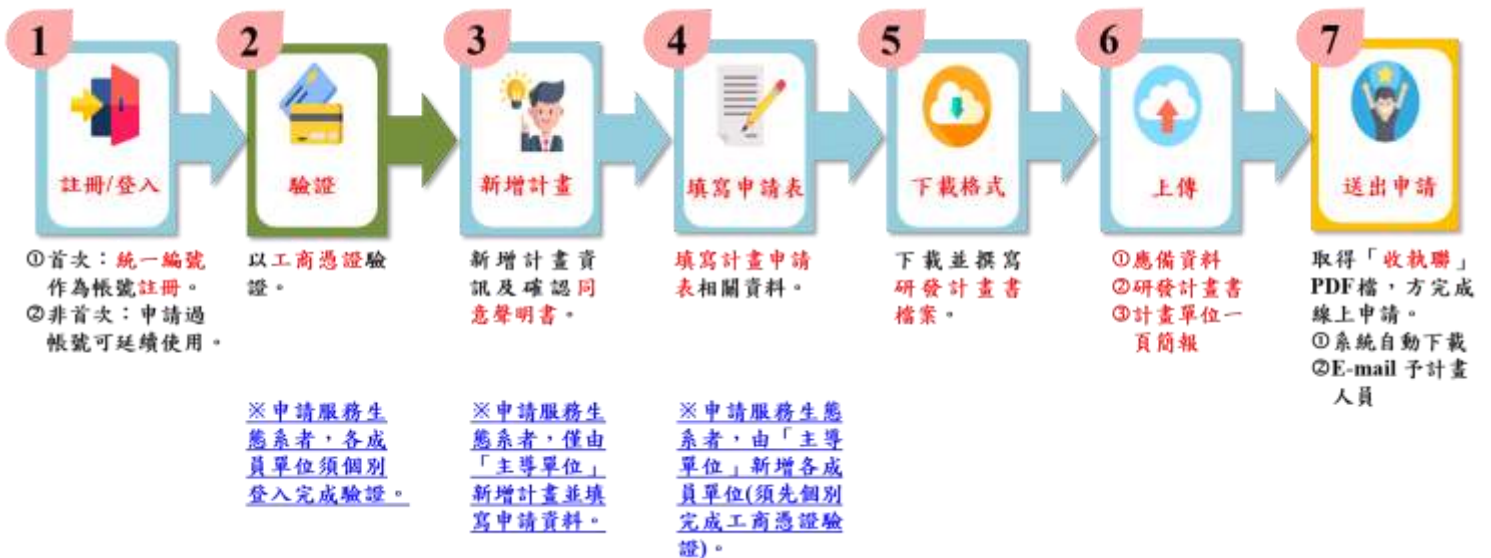 1
註冊/登入
①首次：統一編號
作為帳號註冊。
②非首次：申請過
帳號可延續使用。
2
驗證
以工商憑證驗
證。
※申請服務生
態系者，各成
員單位須個別
登入完成驗證。
3
新增計畫
新增計畫資
訊及確認同
意聲明書。
※申請服務生
態系者，僅由
「主導單位」
新增計畫並填
寫申請資料。
4
填寫申請表
填寫計畫申請
表相關資料。
※申請服務生態
系者，由「主導
單位」新增各成
員單位(須先個別
完成工商憑證驗
證)。
5
下載格式
下載並撰寫
研發計畫書
檔案。
6
上傳
①應備資料
②研發計畫書
③計畫單位一
頁簡報
7
送出申請
取得「收執聯」
PDF檔，方完成
線上申請。
①系統自動下載
②E-mail 予計畫
人員